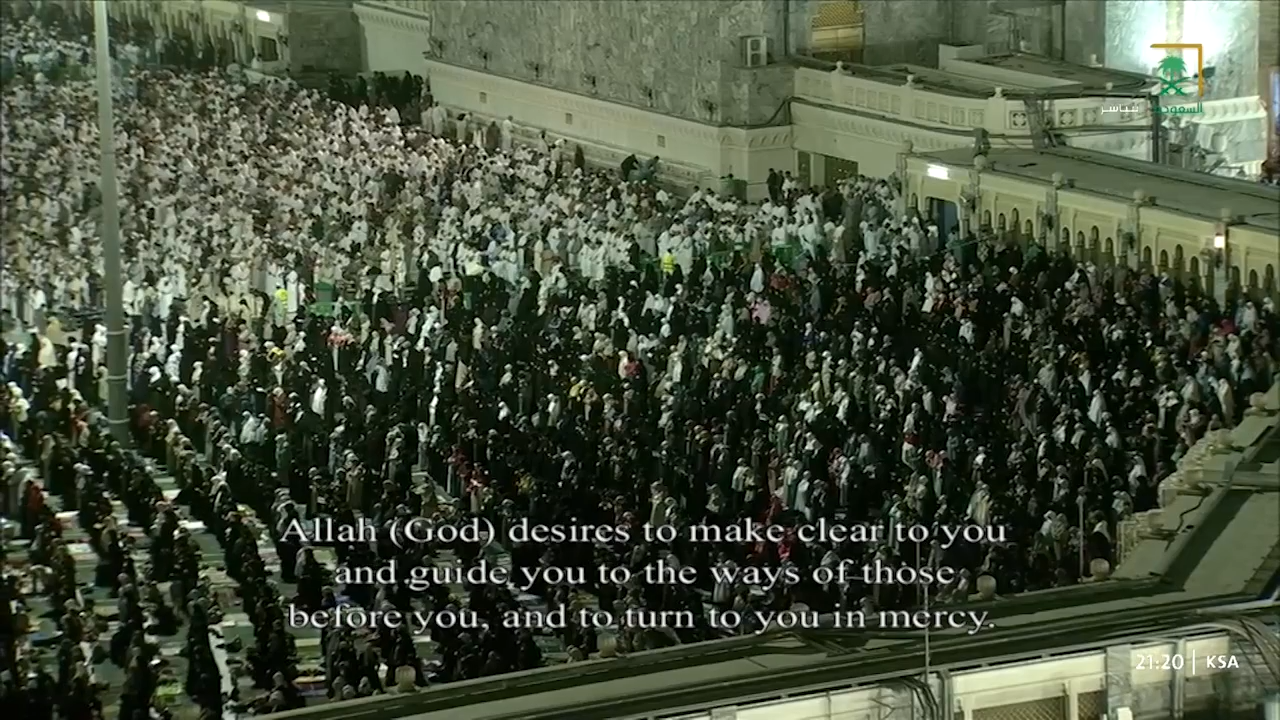 السعودية
مباشر
Allah (God) desires to make clear to you
and guide you to the ways of those
before you, and to turn to you in mercy.
21:20 | KSA